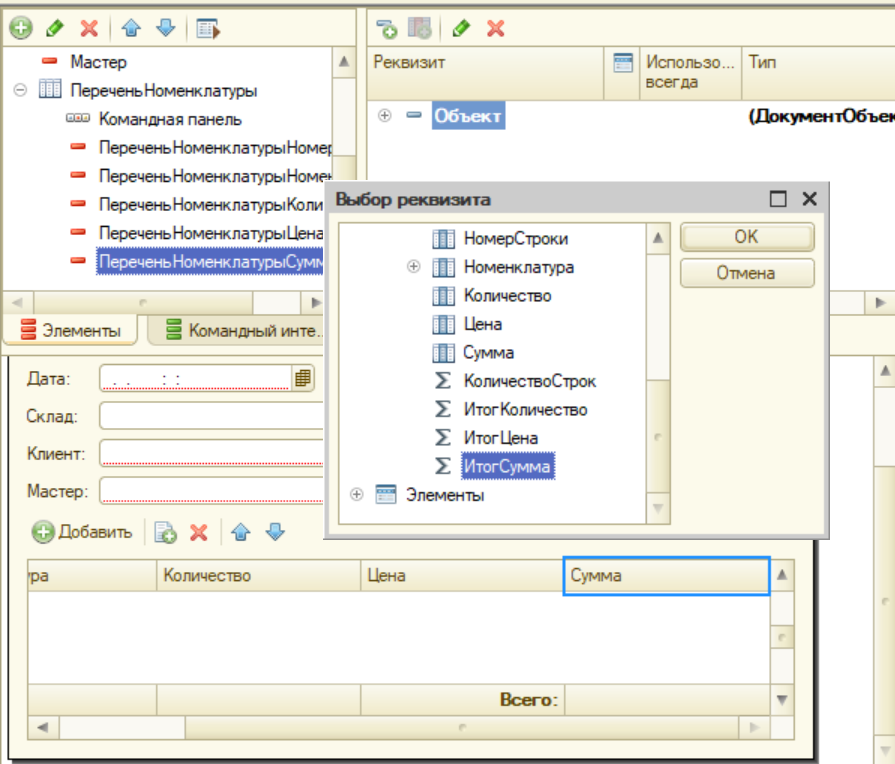 Мастер
ПереченьНоменклатуры
Командная панель
ПереченьНоменклатурыНомер
ПереченьНоменклатурыНомен
ПереченьНоменклатурыКоли
ПереченьНоменклатурыЦена
ПереченьНоменклатурыСумм
Элементы
Командный инте...
Реквизит
Использо... всегда
Тип
Объект
(ДокументОбъек
Выбор реквизита
НомерСтроки
Номенклатура
Количество
Цена
Сумма
КоличествоСтрок
ИтогКоличество
ИтогЦена
ИтогСумма
Элементы
ОК
Отмена
Дата: . . : :
Склад:
Клиент:
Мастер:
Добавить
ура Количество Цена Сумма
Всего: